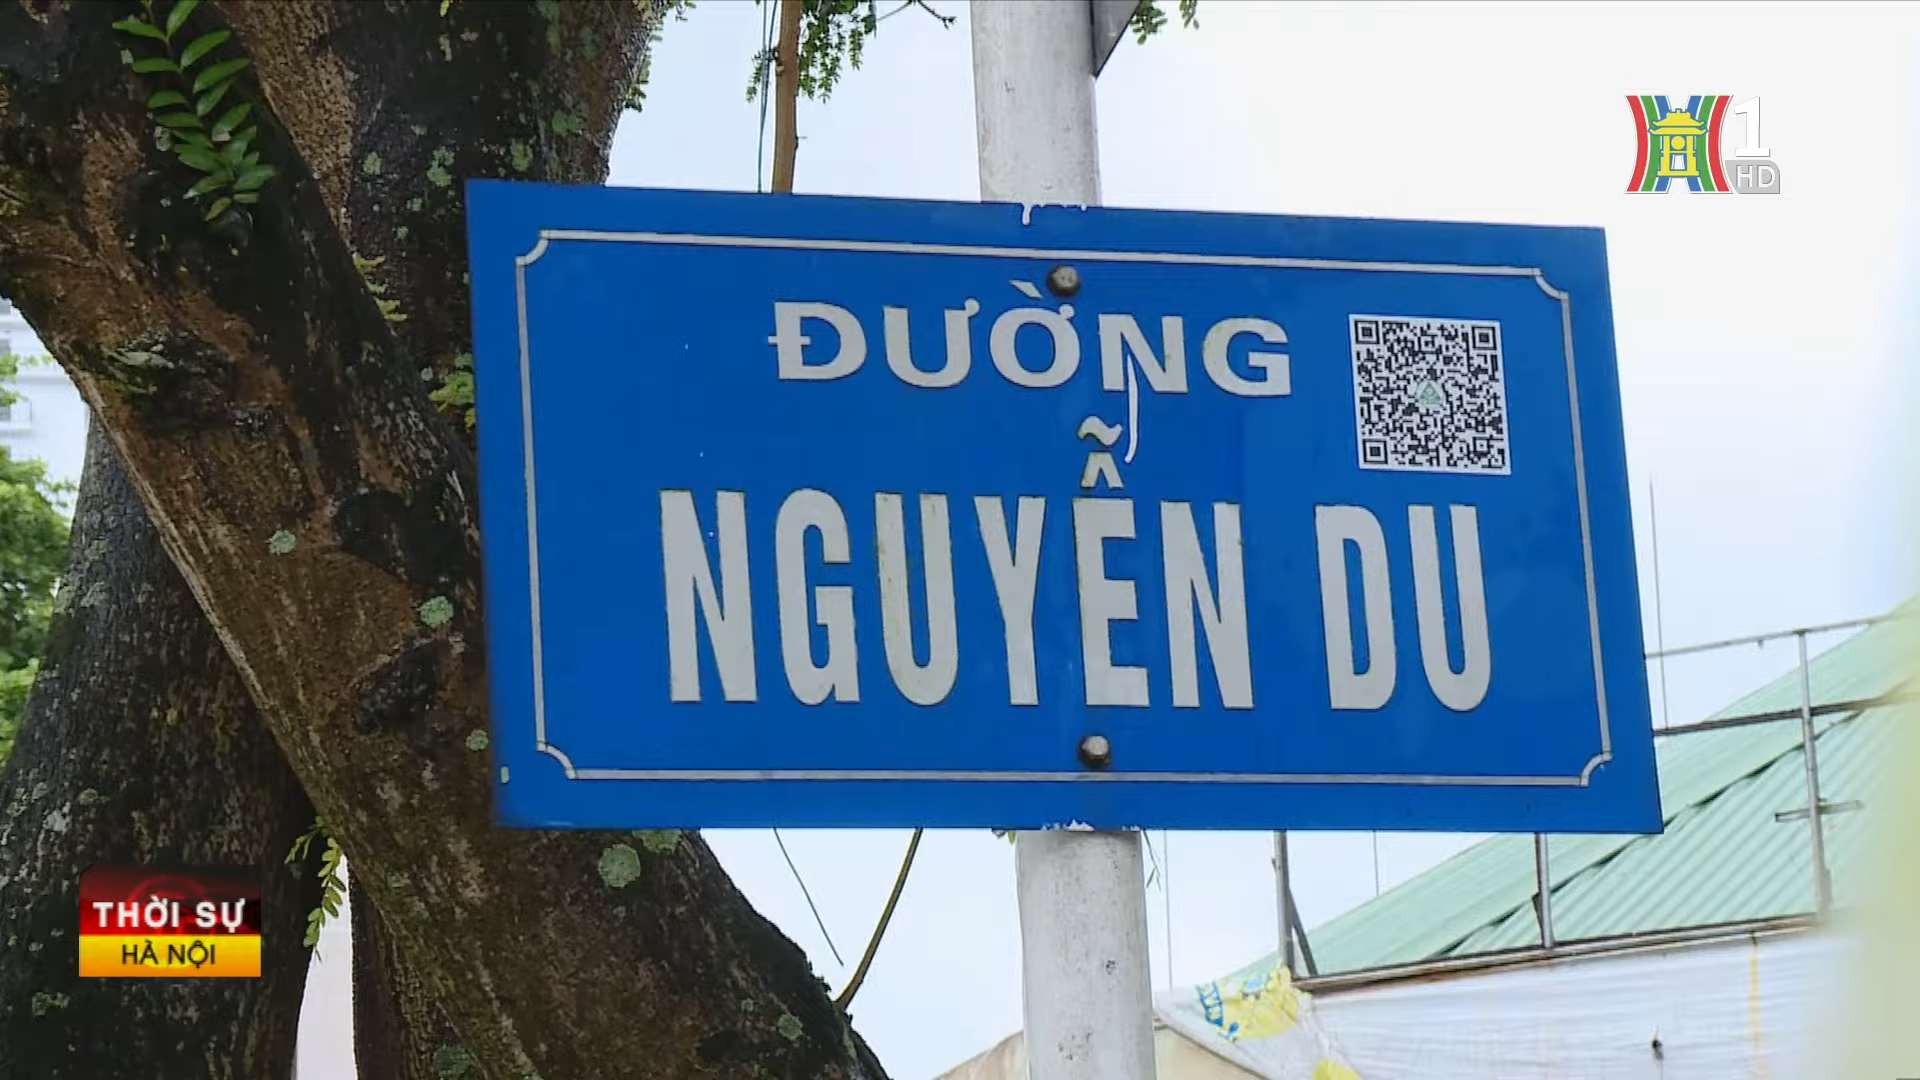 1
HD
ĐƯỜNG
NGUYỄN DU
THỜI SỰ
HÀ NỘI